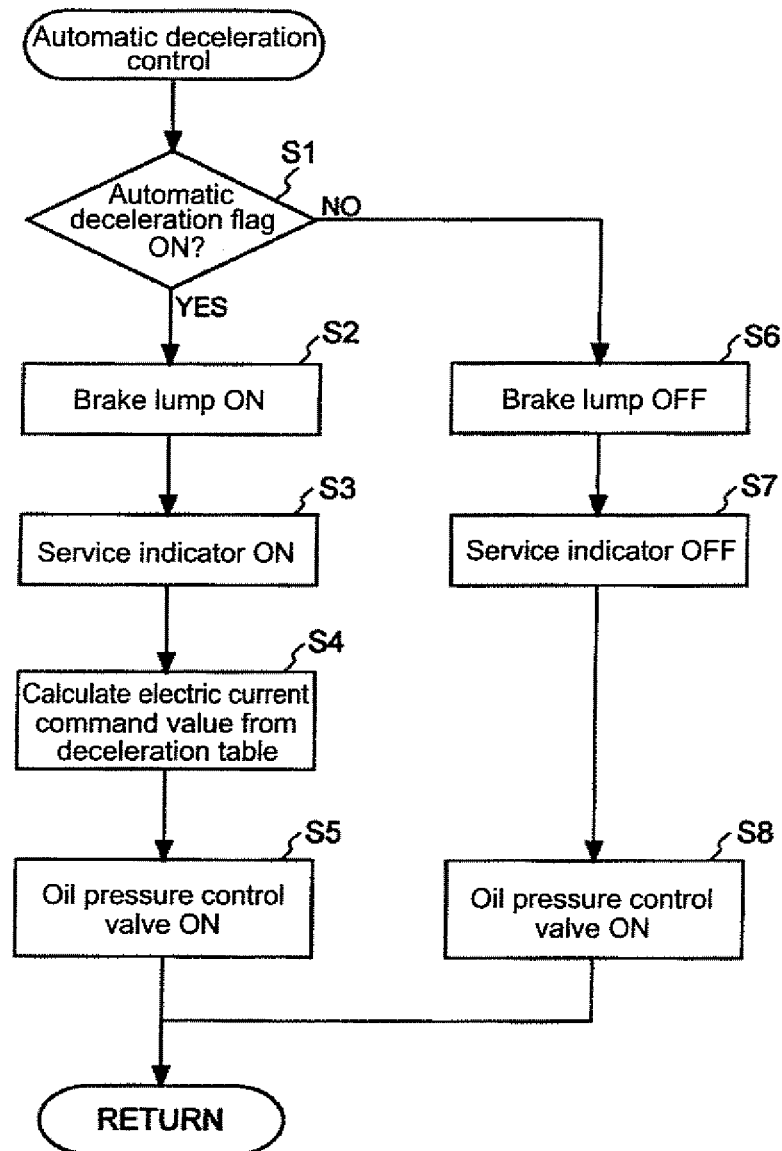 Automatic deceleration
control
S1
Automatic
deceleration flag
ON?
NO
YES
S2
Brake lump ON
S3
Service indicator ON
S4
Calculate electric current
command value from
deceleration table
S5
Oil pressure control
valve ON
S6
Brake lump OFF
S7
Service indicator OFF
S8
Oil pressure control
valve ON
RETURN